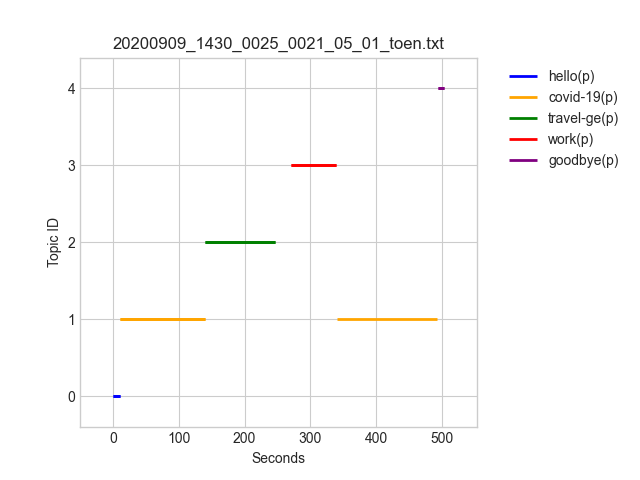 20200909_1430_0025_0021_05_01_toen.txt
hello(p)
covid-19(p)
travel-ge(p)
work(p)
goodbye(p)
Topic ID
4
3
2
1
0
0 100 200 300 400 500
Seconds